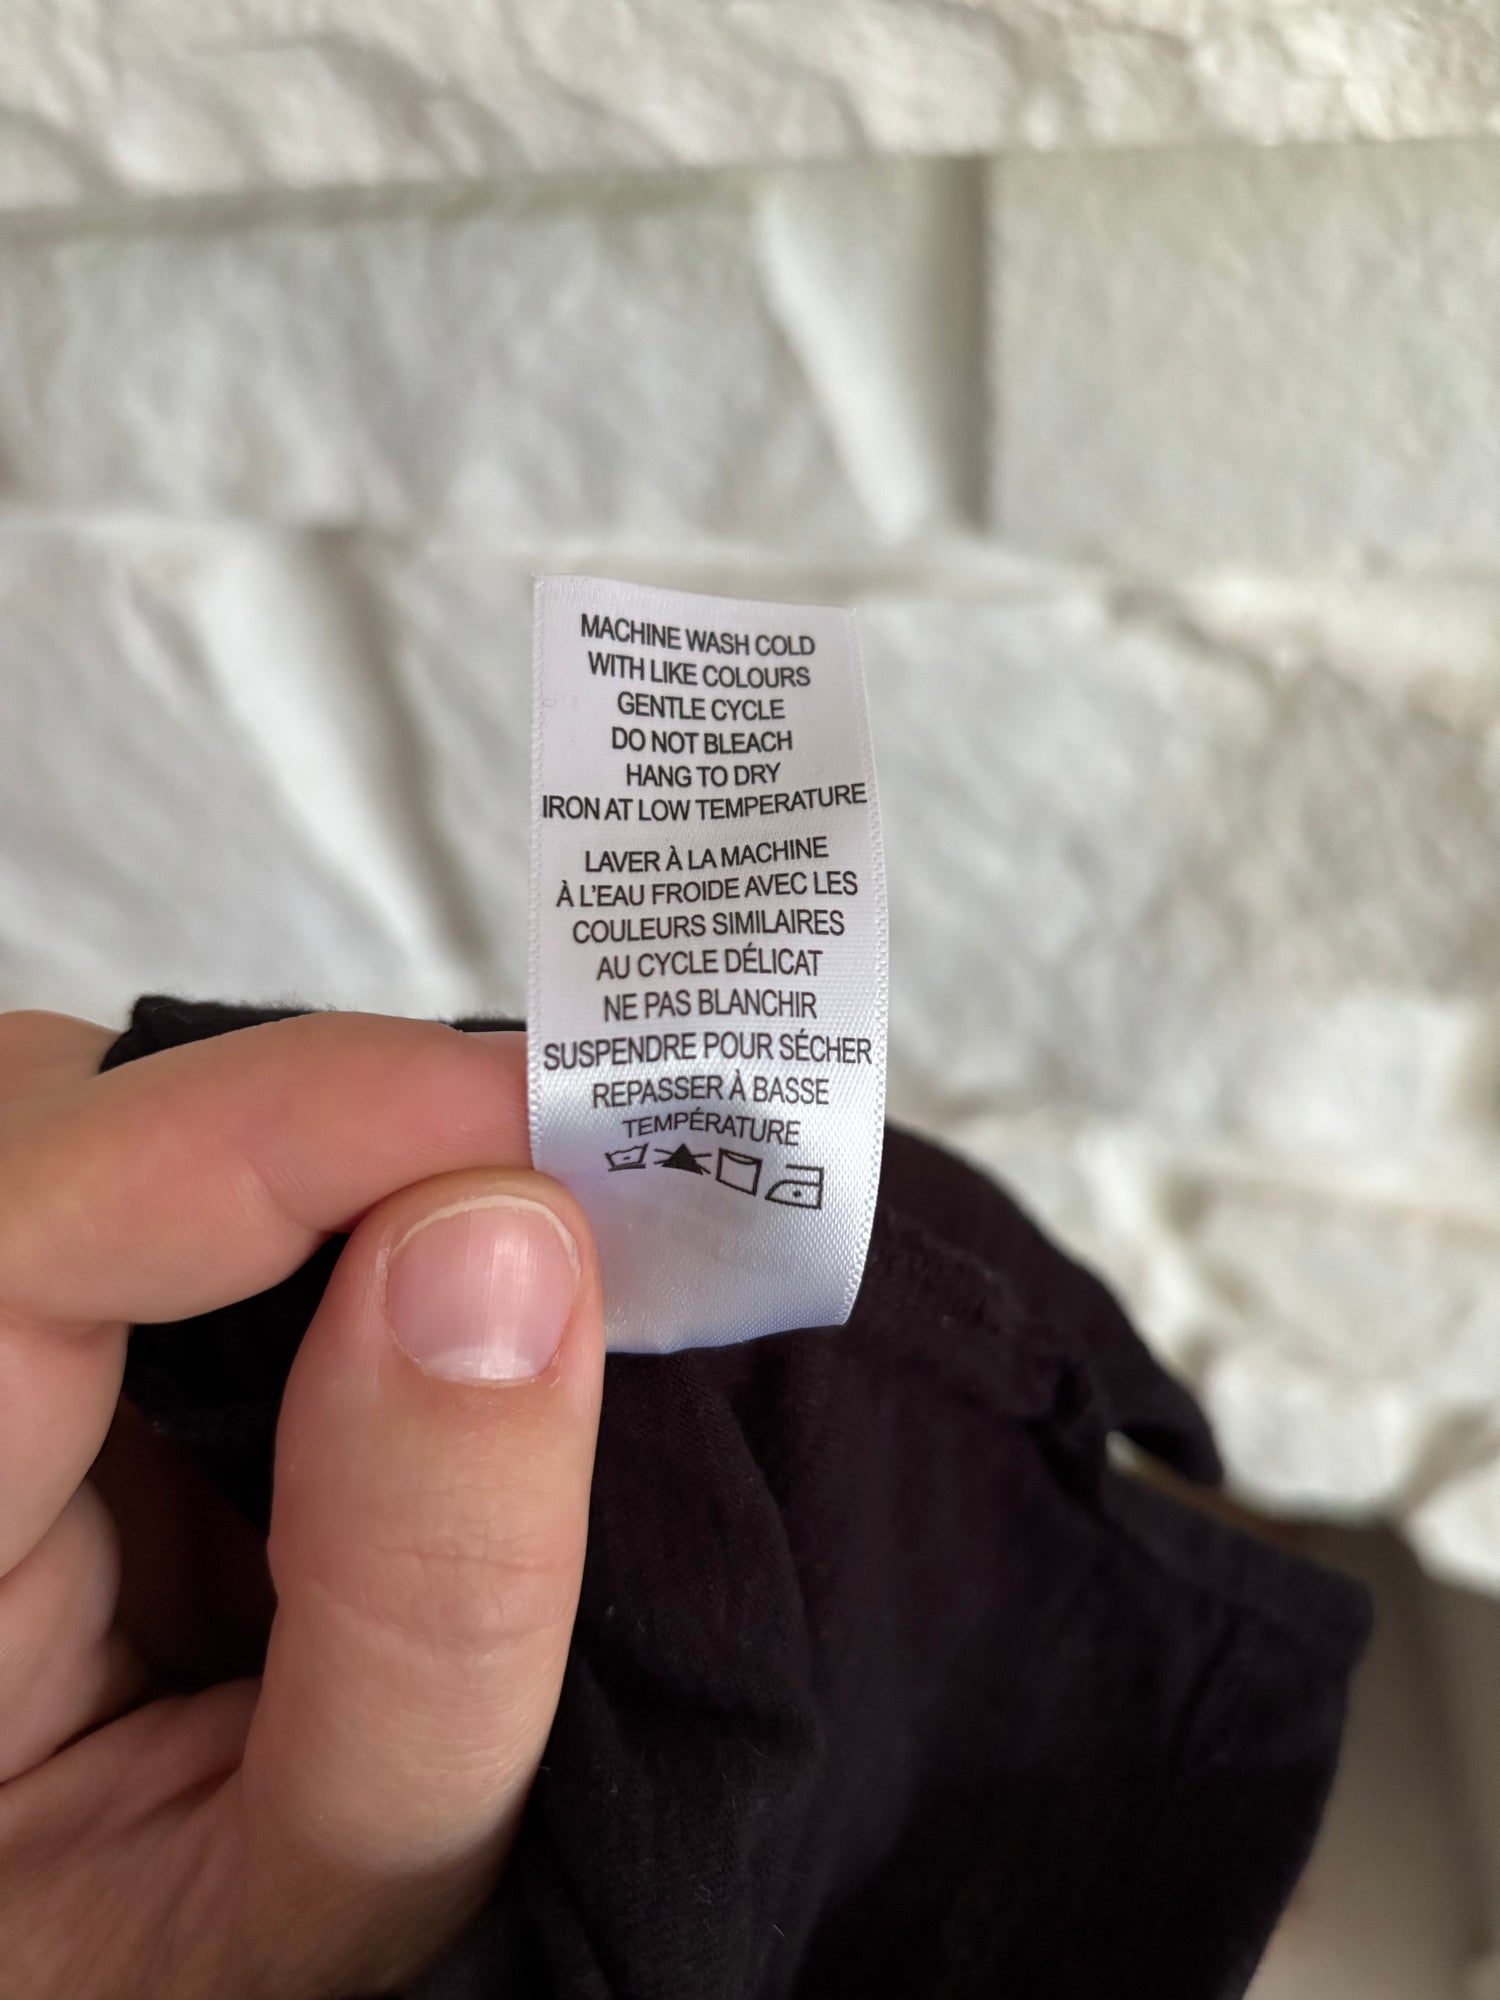 MACHINE WASH COLD
WITH LIKE COLOURS
GENTLE CYCLE
DO NOT BLEACH
HANG TO DRY
IRON AT LOW TEMPERATURE
LAVER À LA MACHINE
À L'EAU FROIDE AVEC LES
COULEURS SIMILAIRES
AU CYCLE DÉLICAT
NE PAS BLANCHIR
SUSPENDRE POUR SÉCHER
REPASSER À BASSE
TEMPÉRATURE